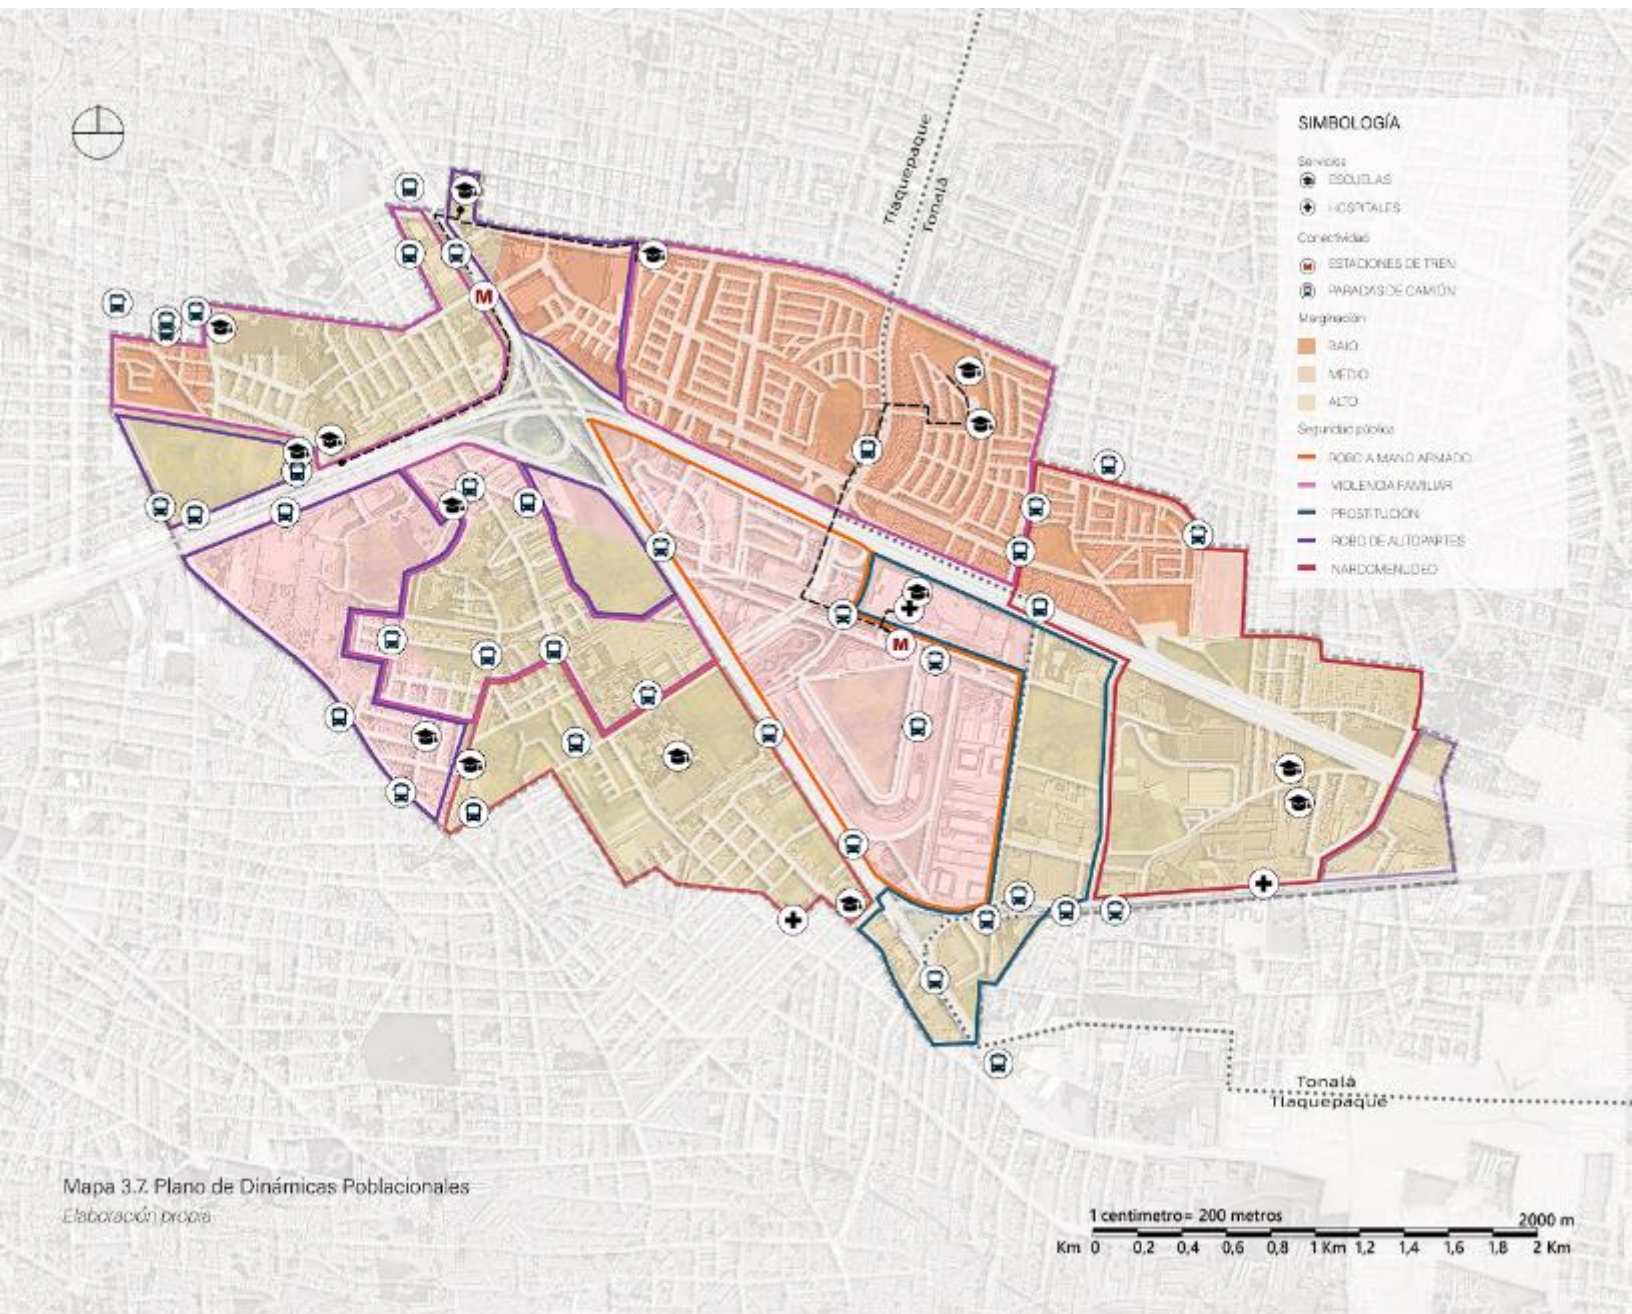 Tlaquepaque
Tonalá
SIMBOLOGÍA
Servicios
ESCUELAS
HOSPITALES
Conectividad
M ESTACIONES DE TREN
PARADAS DE CAMIÓN
Marginación
BAJO
MEDIO
ALTO
Seguridad pública
ROBO A MANO ARMADO
VIOLENCIA FAMILIAR
PROSTITUCIÓN
ROBO DE AUTOPARTES
NARCOMENUDEO
M
M
Tonalá
Tlaquepaque
Mapa 3.7. Plano de Dinámicas Poblacionales
Elaboración propia
1 centimetro= 200 metros
2000 m
Km 0 0,2 0,4 0,6 0,8 1 Km 1,2 1,4 1,6 1,8 2 Km